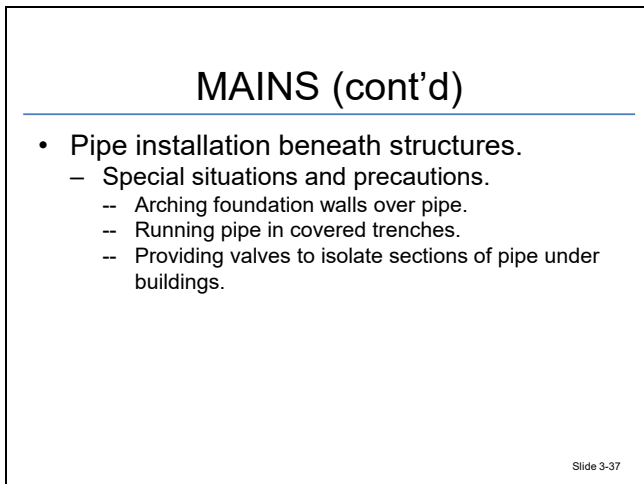 MAINS (cont’d)
• Pipe installation beneath structures.
– Special situations and precautions.
-- Arching foundation walls over pipe.
-- Running pipe in covered trenches.
-- Providing valves to isolate sections of pipe under
buildings.
Slide 3-37